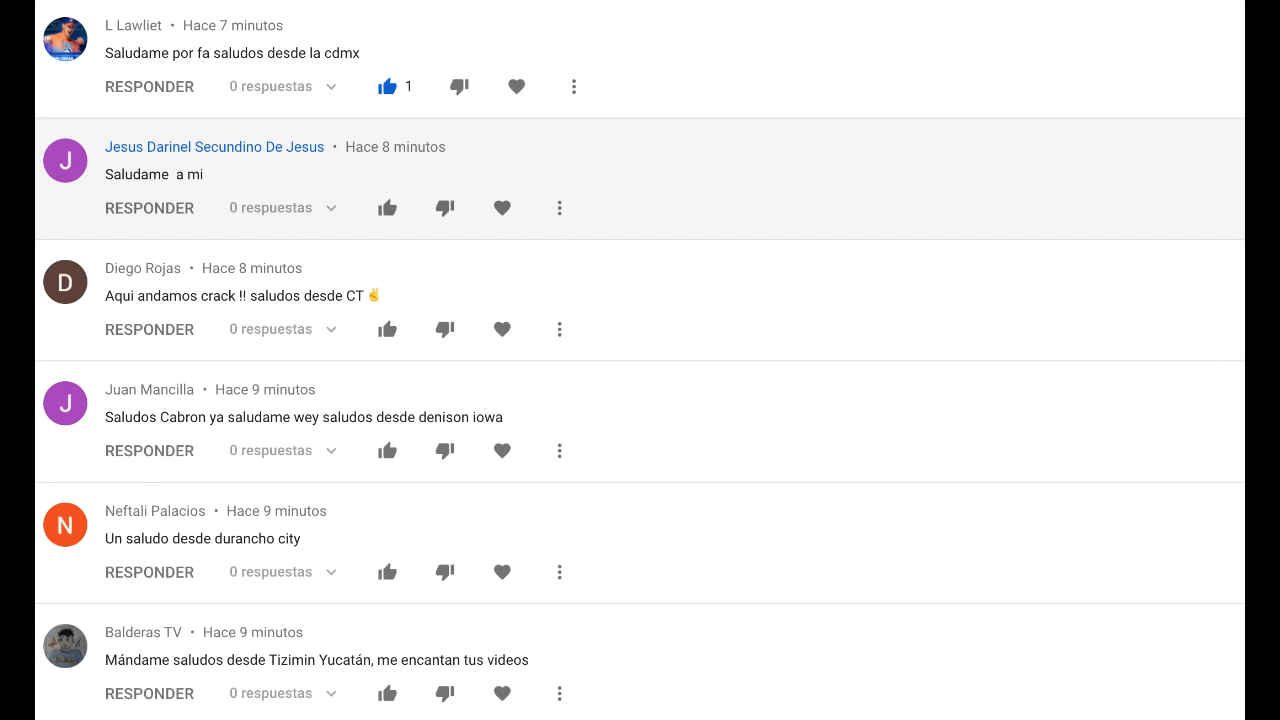 L Lawliet • Hace 7 minutos
Saludame por fa saludos desde la cdmx
RESPONDER 0 respuestas 1
J Jesus Darinel Secundino De Jesus • Hace 8 minutos
Saludame a mi
RESPONDER 0 respuestas
D Diego Rojas • Hace 8 minutos
Aqui andamos crack !! saludos desde CT ✌
RESPONDER 0 respuestas
J Juan Mancilla • Hace 9 minutos
Saludos Cabron ya saludame wey saludos desde denison iowa
RESPONDER 0 respuestas
N Neftali Palacios • Hace 9 minutos
Un saludo desde durancho city
RESPONDER 0 respuestas
Balderas TV • Hace 9 minutos
Mándame saludos desde Tizimin Yucatán, me encantan tus videos
RESPONDER 0 respuestas